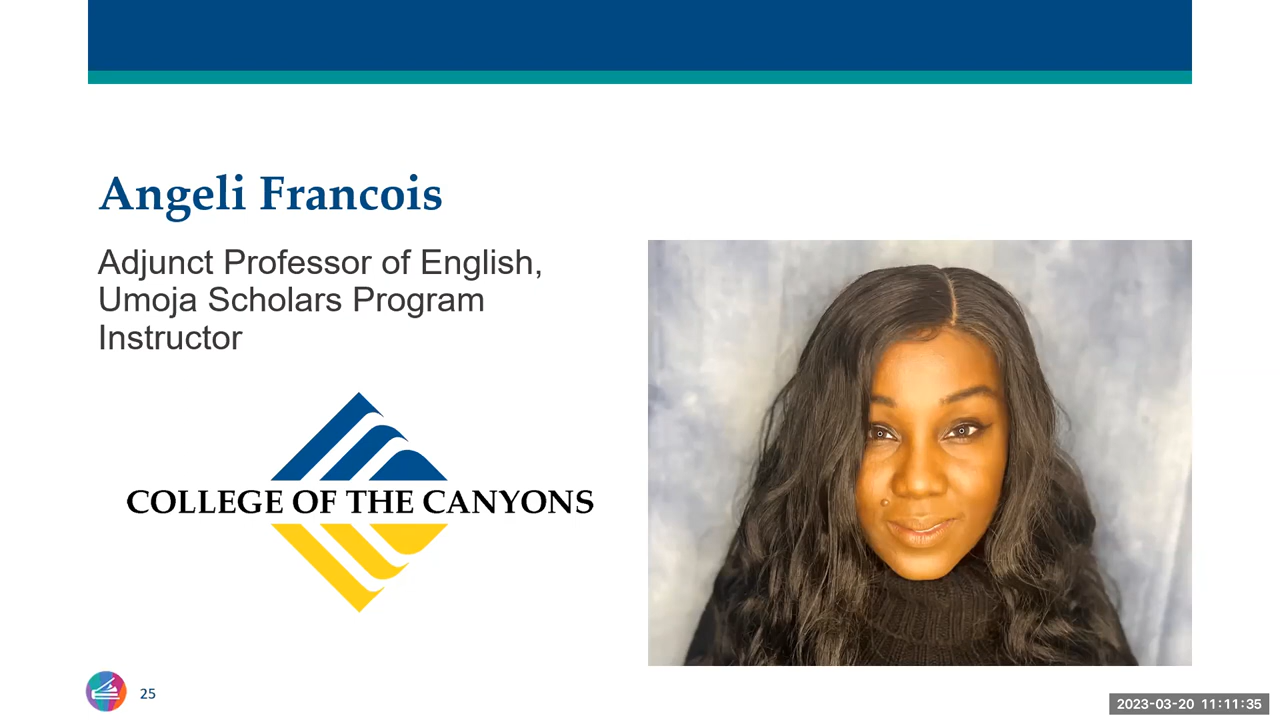 Angeli Francois
Adjunct Professor of English,
Umoja Scholars Program
Instructor
COLLEGE OF THE CANYONS
25
2023-03-20 11:11:35